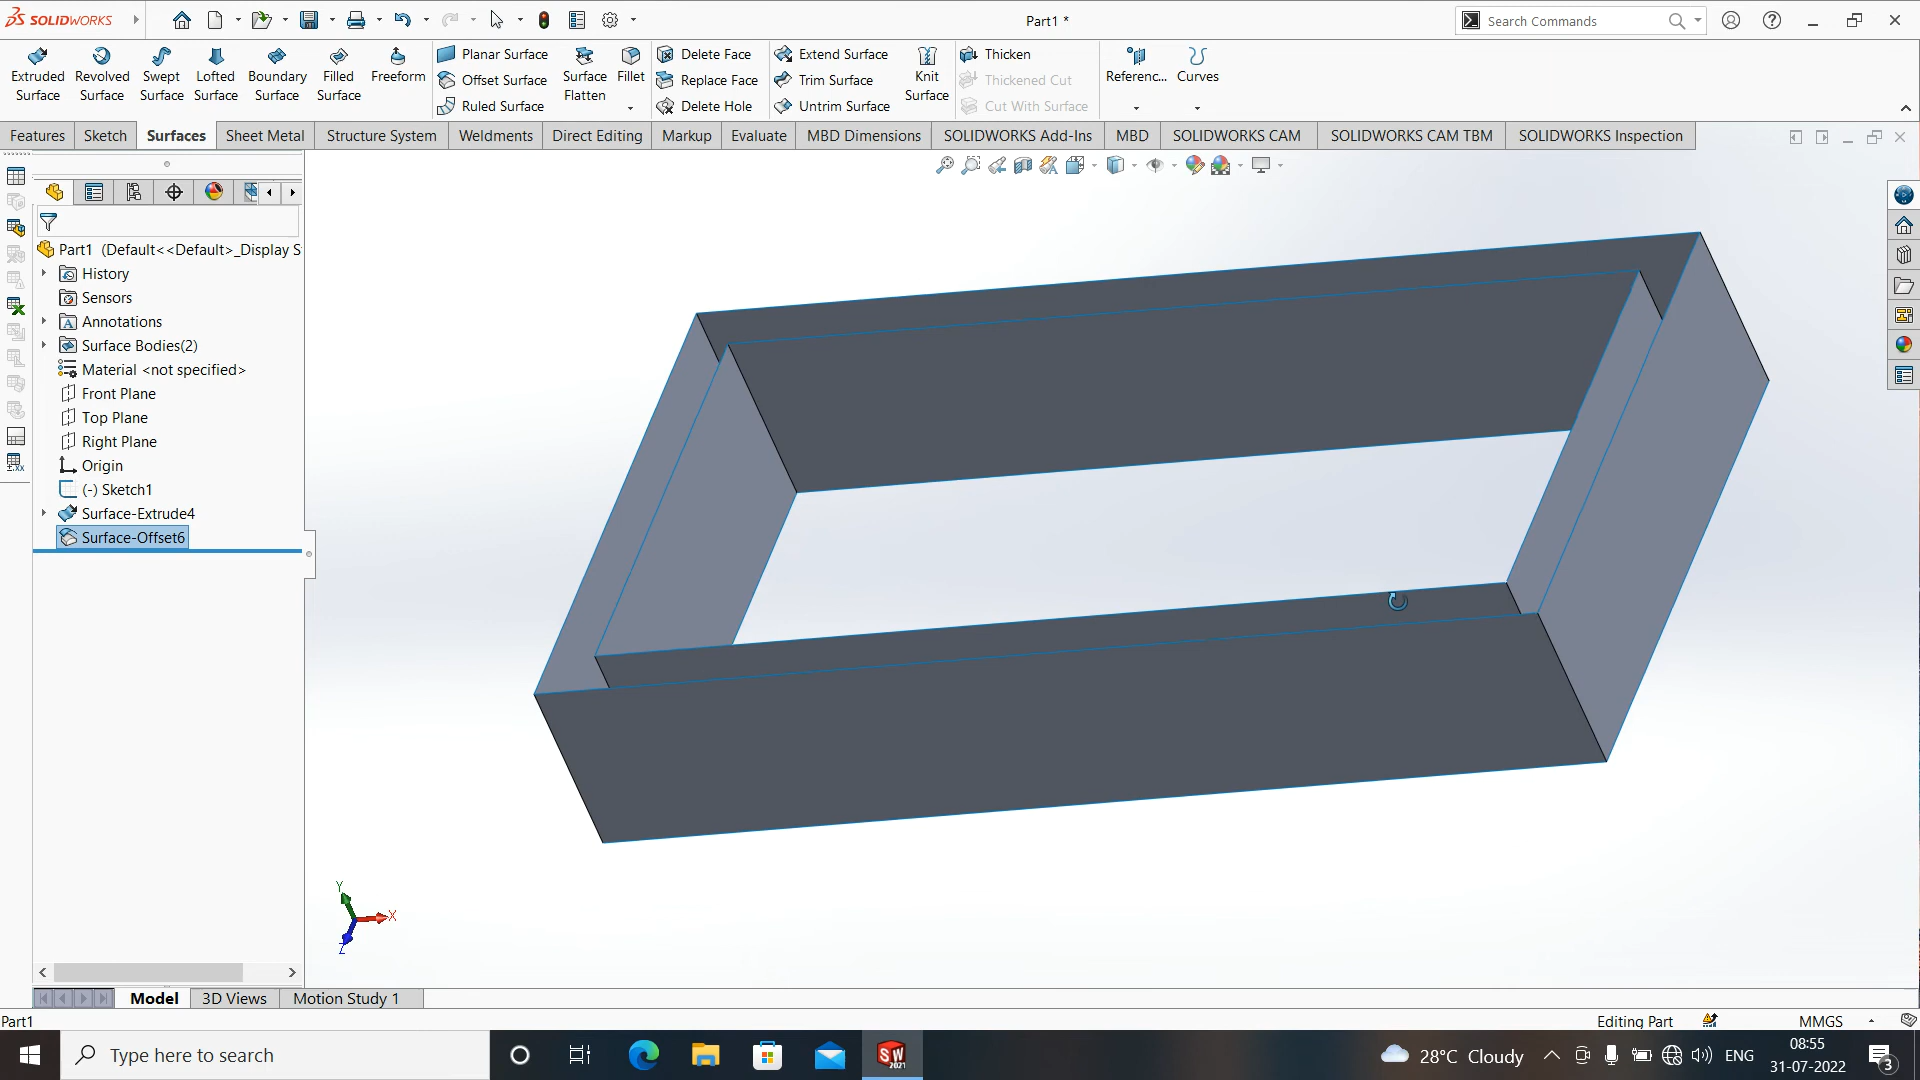 SOLIDWORKS
Part1 *
Search Commands
Extruded Surface
Revolved Surface
Swept Surface
Lofted Surface
Boundary Surface
Filled Surface
Freeform
Planar Surface
Offset Surface
Ruled Surface
Surface Flatten
Fillet
Delete Face
Replace Face
Delete Hole
Extend Surface
Trim Surface
Untrim Surface
Knit Surface
Thicken
Thickened Cut
Cut With Surface
Referenc...
Curves
Features Sketch Surfaces Sheet Metal Structure System Weldments Direct Editing Markup Evaluate MBD Dimensions SOLIDWORKS Add-Ins MBD SOLIDWORKS CAM SOLIDWORKS CAM TBM SOLIDWORKS Inspection
Part1 (Default<<Default>_Display S
History
Sensors
Annotations
Surface Bodies(2)
Material <not specified>
Front Plane
Top Plane
Right Plane
Origin
(-) Sketch1
Surface-Extrude4
Surface-Offset6
Y
X
Z
Model 3D Views Motion Study 1
Part1
Editing Part
MMGS
Type here to search
SW
2021
28°C Cloudy
ENG
08:55
31-07-2022
3